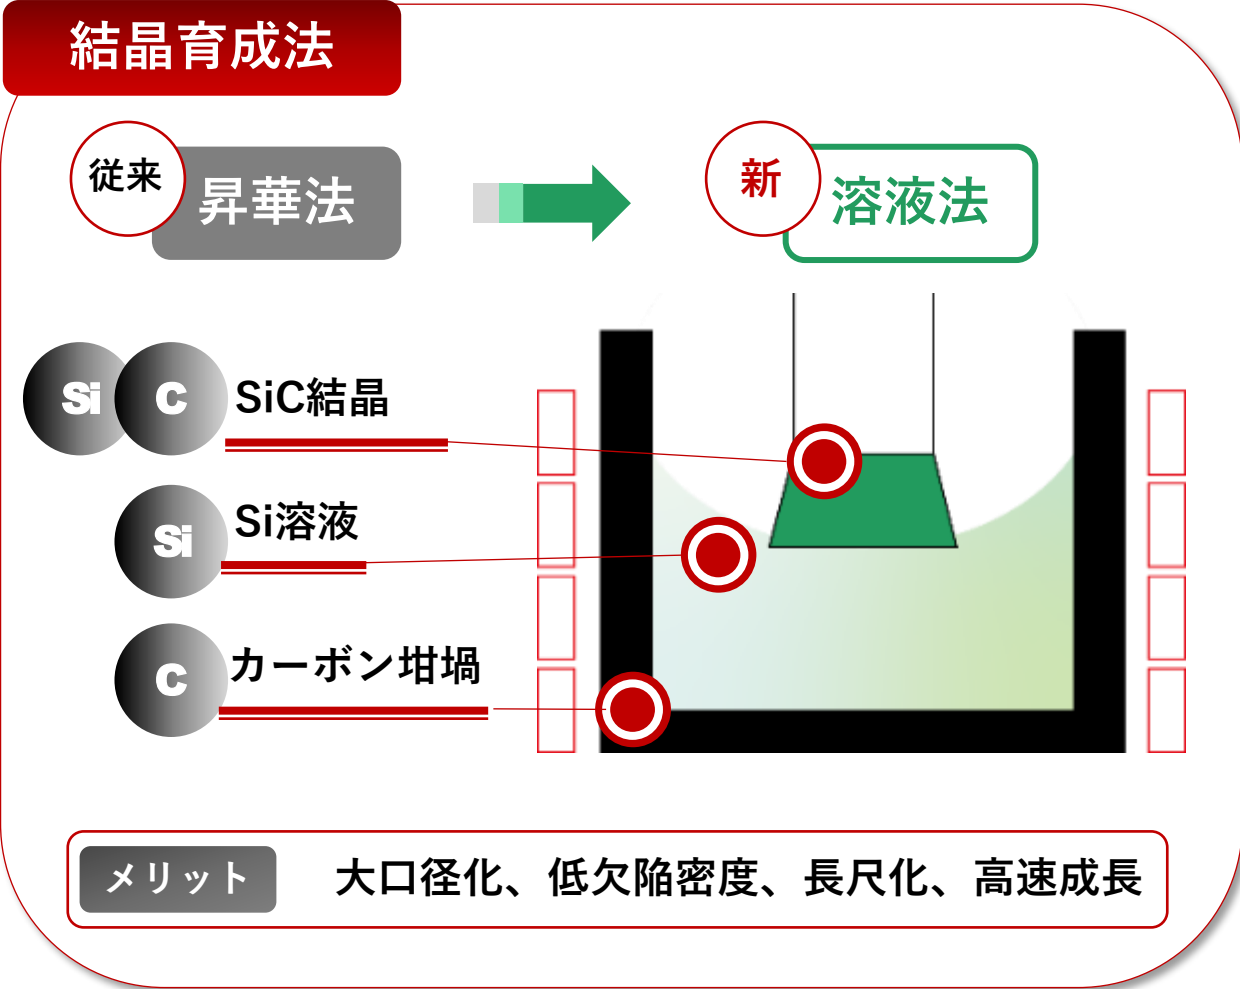 結晶育成法
従来
昇華法
新
溶液法
Si
C
SiC結晶
Si
Si溶液
C
カーボン坩堝
メリット
大口径化、低欠陥密度、長尺化、高速成長